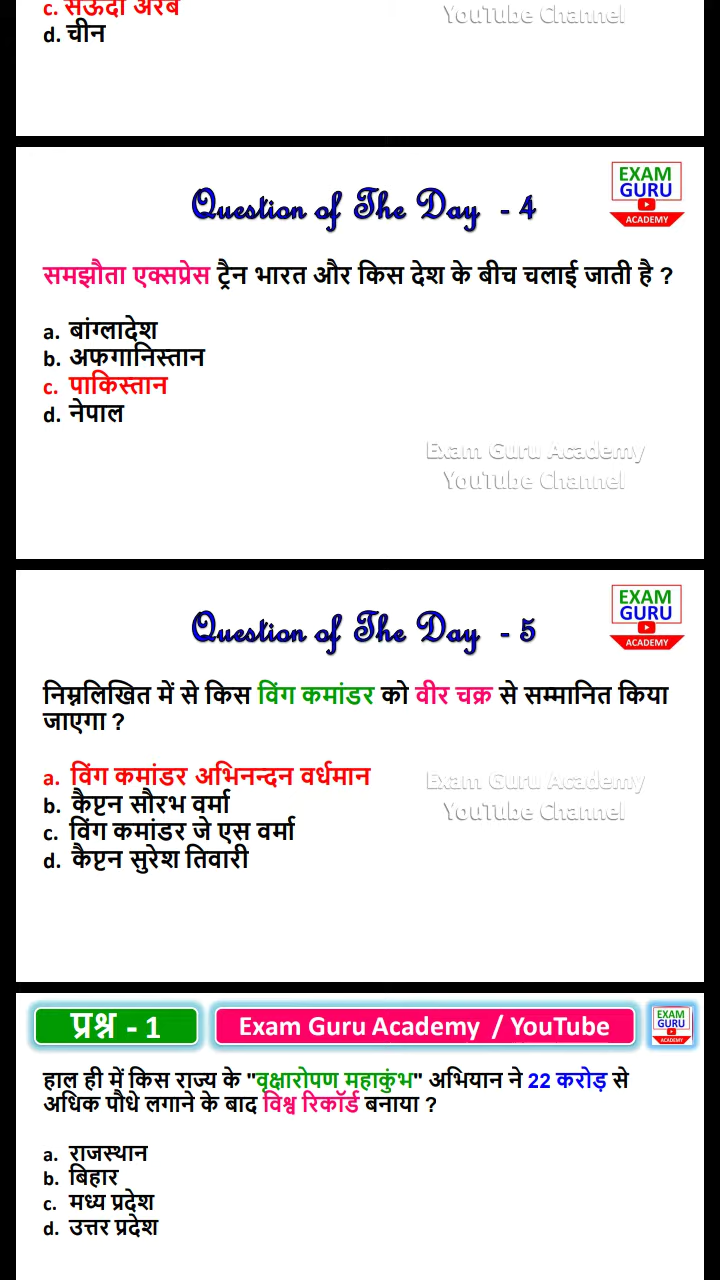 c. सऊदी अरब
YouTube Channel
d. चीन
Question of The Day - 4
EXAM
GURU
ACADEMY
समझौता एक्सप्रेस ट्रैन भारत और किस देश के बीच चलाई जाती है ?
a. बांग्लादेश
b. अफगानिस्तान
c. पाकिस्तान
d. नेपाल
Exam Guru Academy
YouTube Channel
Question of The Day - 5
EXAM
GURU
ACADEMY
निम्नलिखित में से किस विंग कमांडर को वीर चक्र से सम्मानित किया
जाएगा ?
a. विंग कमांडर अभिनन्दन वर्धमान
b. कैप्टन सौरभ वर्मा
c. विंग कमांडर जे एस वर्मा
d. कैप्टन सुरेश तिवारी
Exam Guru Academy
YouTube Channel
प्रश्न - 1
Exam Guru Academy / YouTube
EXAM
GURU
ACADEMY
हाल ही में किस राज्य के "वृक्षारोपण महाकुंभ" अभियान ने 22 करोड़ से
अधिक पौधे लगाने के बाद विश्व रिकॉर्ड बनाया ?
a. राजस्थान
b. बिहार
c. मध्य प्रदेश
d. उत्तर प्रदेश